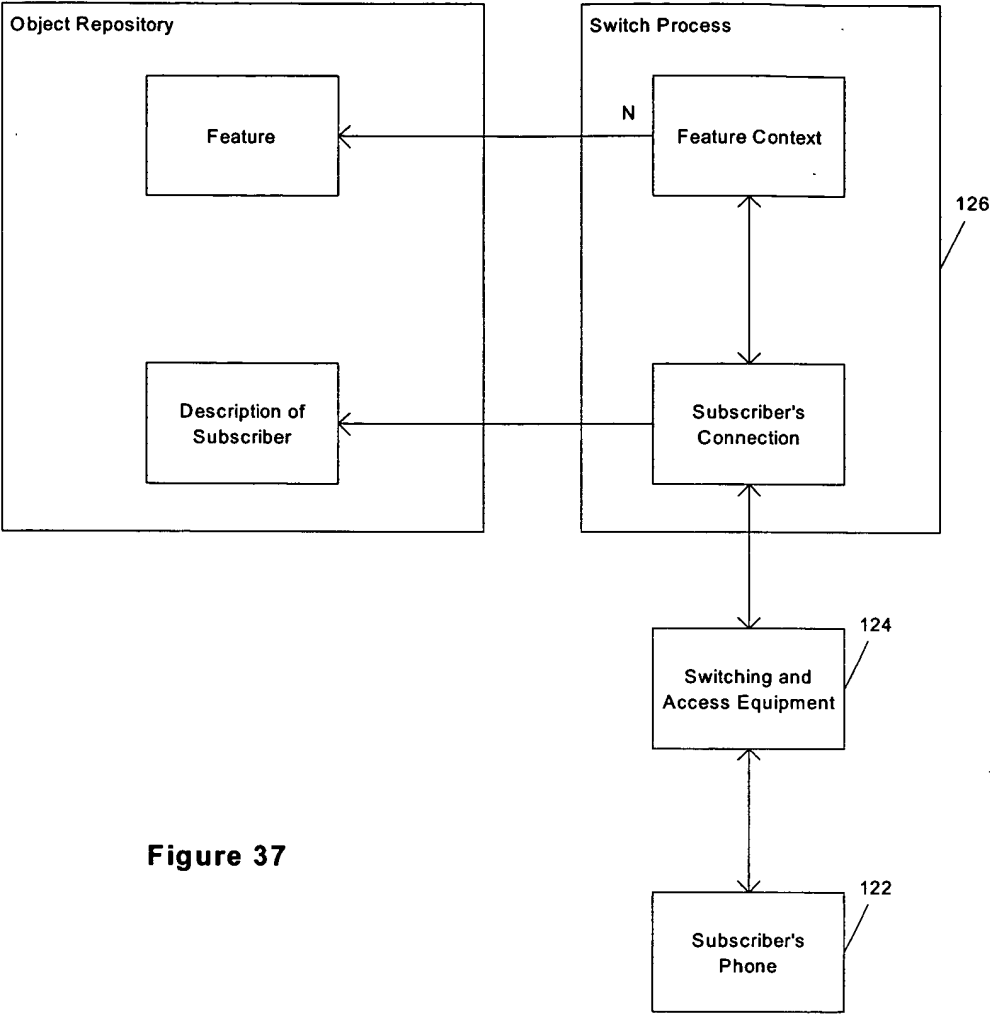 Object Repository
Switch Process
Feature
N
Feature Context
126
Description of
Subscriber
Subscriber's
Connection
124
Switching and
Access Equipment
Figure 37
122
Subscriber's
Phone